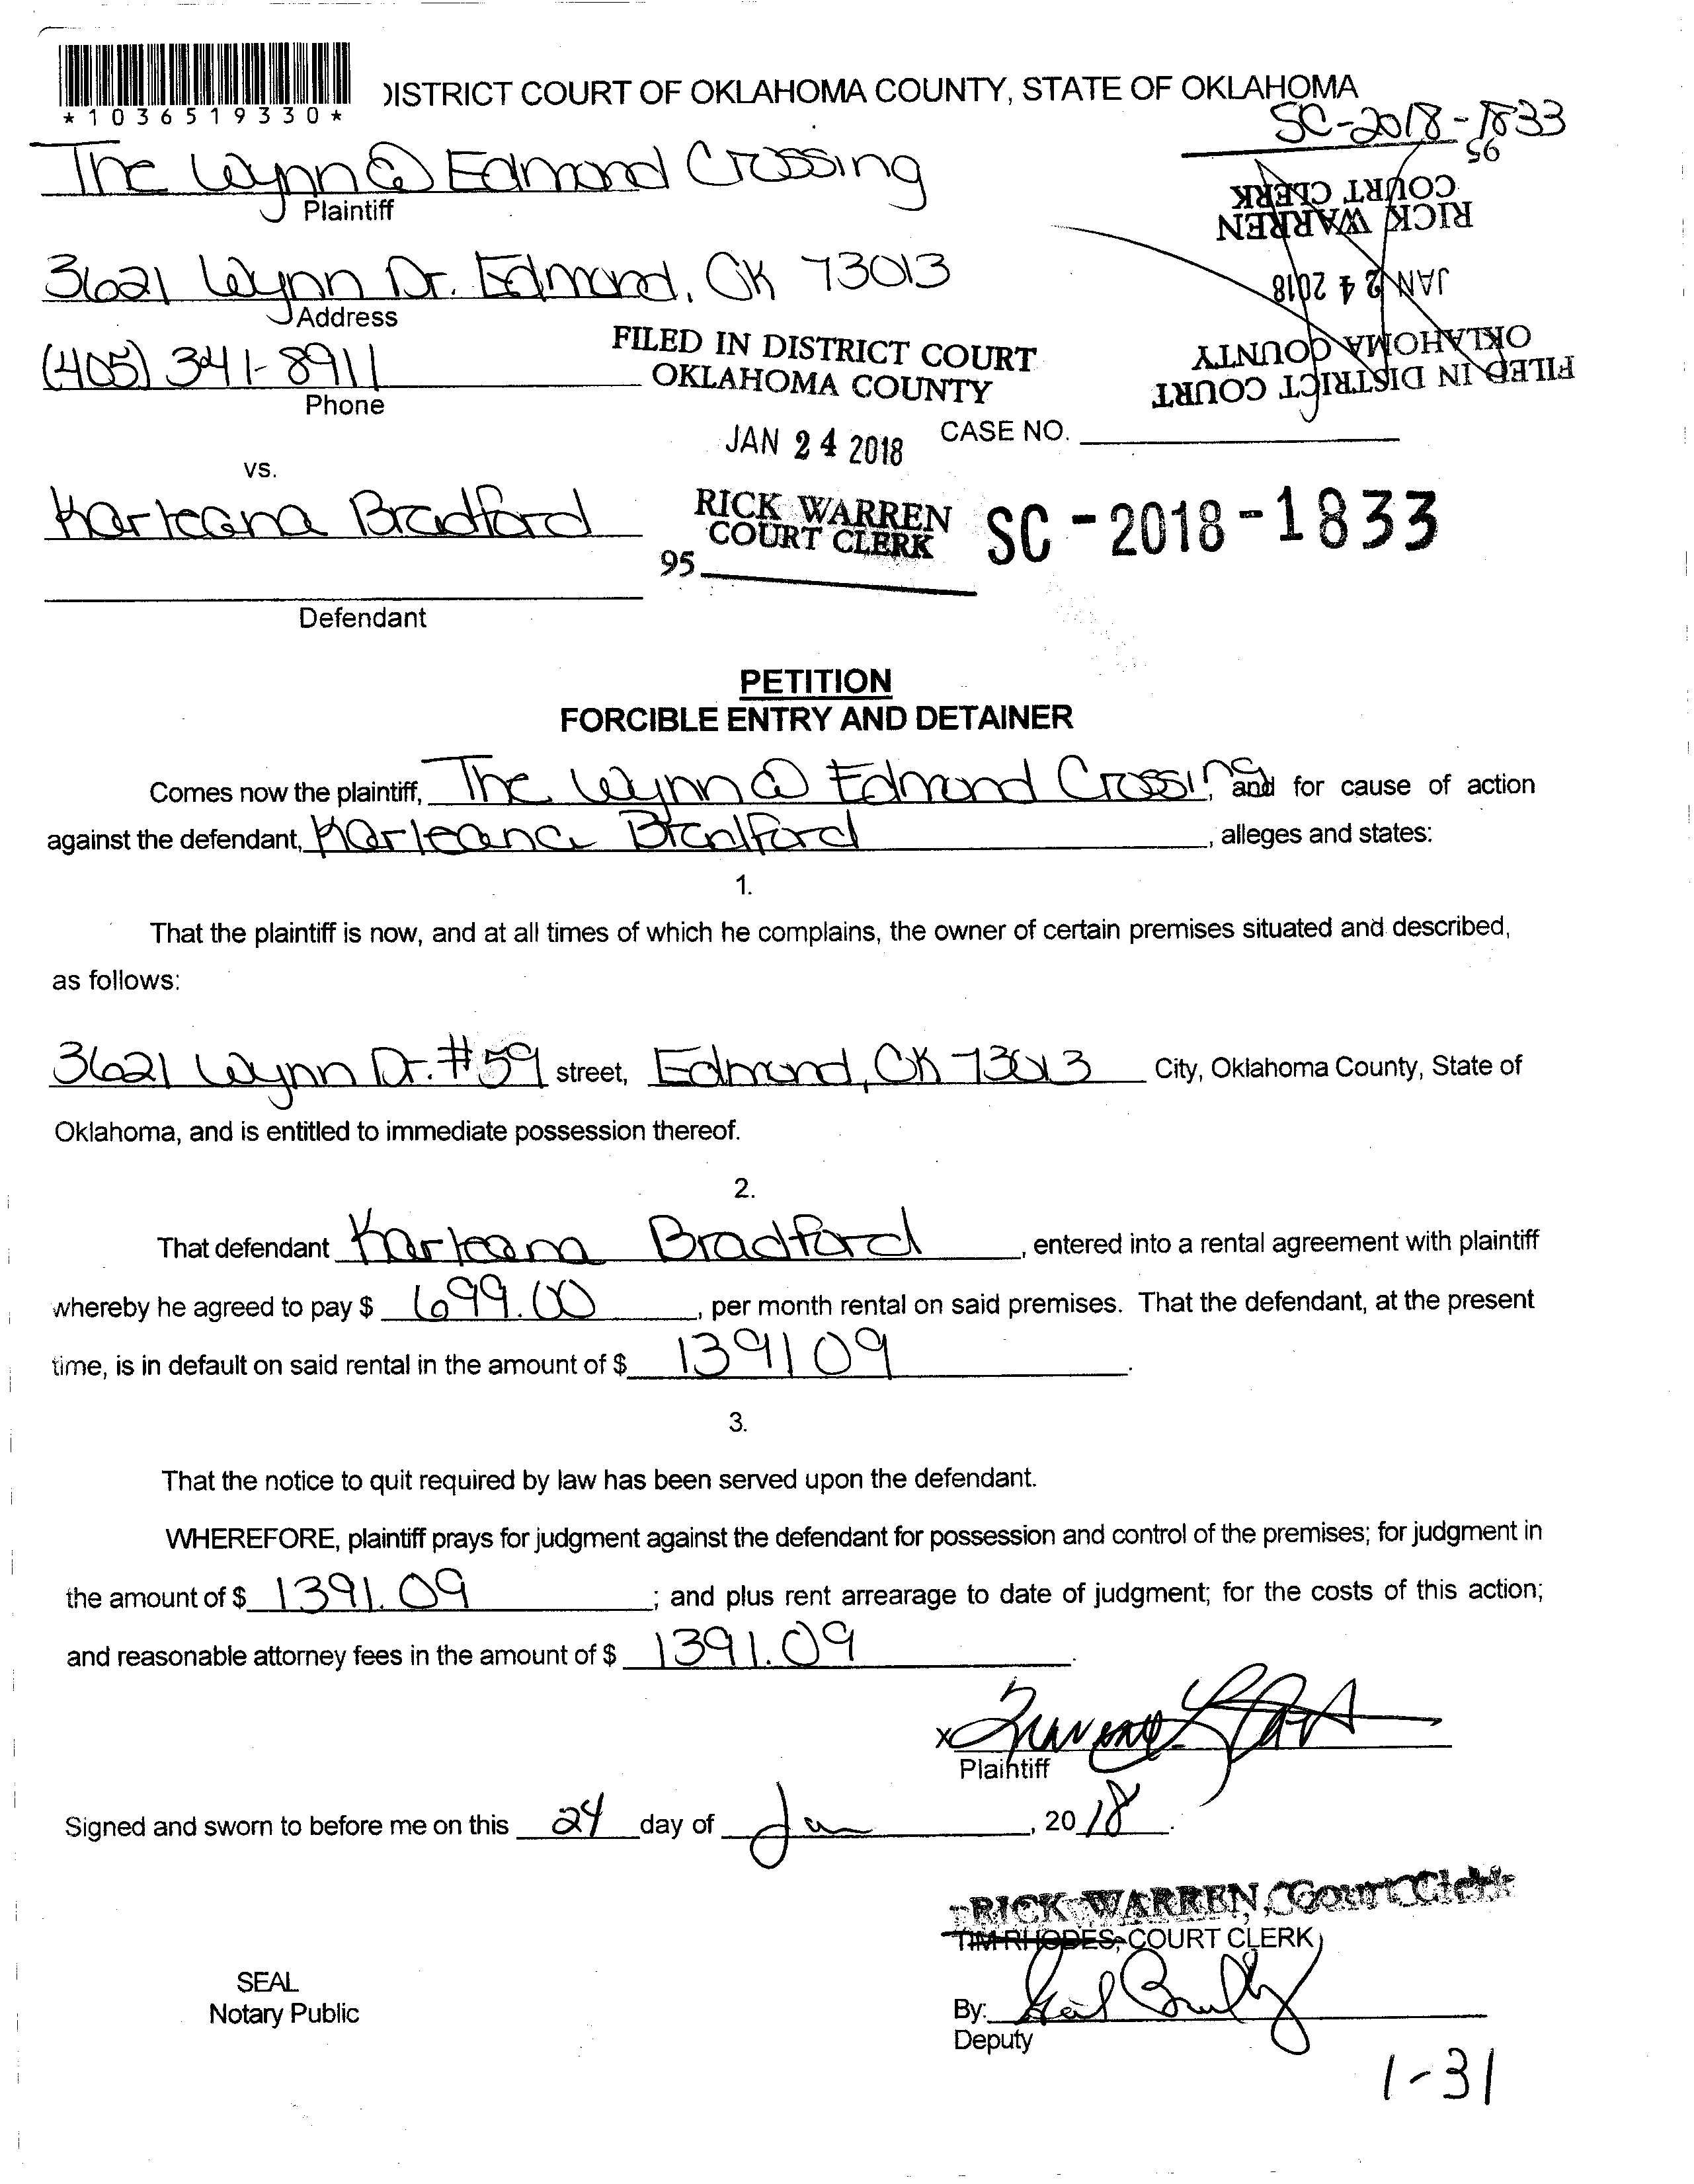 *1036519330*
DISTRICT COURT OF OKLAHOMA COUNTY, STATE OF OKLAHOMA
SC-2018-1833
The Wynn @ Edmond Crossing
Plaintiff
95
RICK WARREN
COURT CLERK
JAN 24 2018
FILED IN DISTRICT COURT
OKLAHOMA COUNTY
3621 Wynn Dr. Edmond, OK 73013
Address
(405) 341-8911
Phone
FILED IN DISTRICT COURT
OKLAHOMA COUNTY
JAN 24 2018
CASE NO.
vs.
Karleana Bradford
RICK WARREN
COURT CLERK
95
SC-2018-1833
Defendant
PETITION
FORCIBLE ENTRY AND DETAINER
Comes now the plaintiff, The Wynn @ Edmond Crossing, and for cause of action
against the defendant, Karleana Bradford, alleges and states:
1.
That the plaintiff is now, and at all times of which he complains, the owner of certain premises situated and described,
as follows:
3621 Wynn Dr. #59 street, Edmond, OK 73013 City, Oklahoma County, State of
Oklahoma, and is entitled to immediate possession thereof.
2.
That defendant Karleana Bradford, entered into a rental agreement with plaintiff
whereby he agreed to pay $ 699.00, per month rental on said premises. That the defendant, at the present
time, is in default on said rental in the amount of $ 1391 09.
3.
That the notice to quit required by law has been served upon the defendant.
WHEREFORE, plaintiff prays for judgment against the defendant for possession and control of the premises; for judgment in
the amount of $ 1391.09; and plus rent arrearage to date of judgment; for the costs of this action;
and reasonable attorney fees in the amount of $ 1391.09.
x
Plaintiff
Signed and sworn to before me on this 24 day of Jan, 2018.
RICK WARREN, Court Clerk
TIM RHODES, COURT CLERK
SEAL
Notary Public
By:
Deputy
1-31